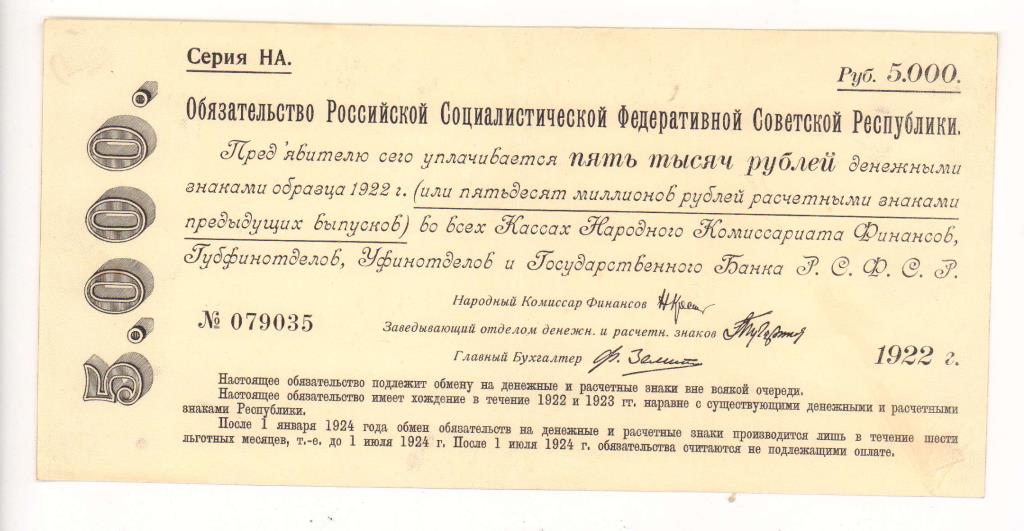 Серия НА.
Руб. 5.000.
Обязательство Российской Социалистической Федеративной Советской Республики.
Пред'явителю сего уплачивается пять тысяч рублей денежными
знаками образца 1922 г. (или пятьдесят миллионов рублей расчетными знаками
предыдущих выпусков) во всех Кассах Народного Комиссариата Финансов,
Губфинотделов, Уфинотделов и Государственного Банка Р. С. Ф. С. Р.
Народный Комиссар Финансов
№ 079035
Заведывающий отделом денежн. и расчетн. знаков
Главный Бухгалтер
1922 г.
Настоящее обязательство подлежит обмену на денежные и расчетные знаки вне всякой очереди.
Настоящее обязательство имеет хождение в течение 1922 и 1923 гг. наравне с существующими денежными и расчетными
знаками Республики.
После 1 января 1924 года обмен обязательств на денежные и расчетные знаки производится лишь в течение шести
льготных месяцев, т.-е. до 1 июля 1924 г. После 1 июля 1924 г. обязательства считаются не подлежащими оплате.
5.000.